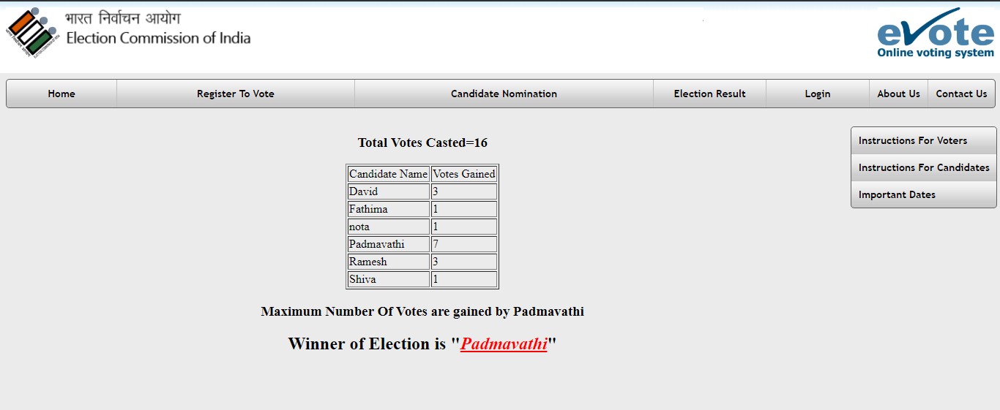 भारत निर्वाचन आयोग
Election Commission of India
eVote
Online voting system
Home Register To Vote Candidate Nomination Election Result Login About Us Contact Us
Instructions For Voters
Instructions For Candidates
Important Dates
Total Votes Casted=16
Candidate Name Votes Gained
David 3
Fathima 1
nota 1
Padmavathi 7
Ramesh 3
Shiva 1
Maximum Number Of Votes are gained by Padmavathi
Winner of Election is "Padmavathi"